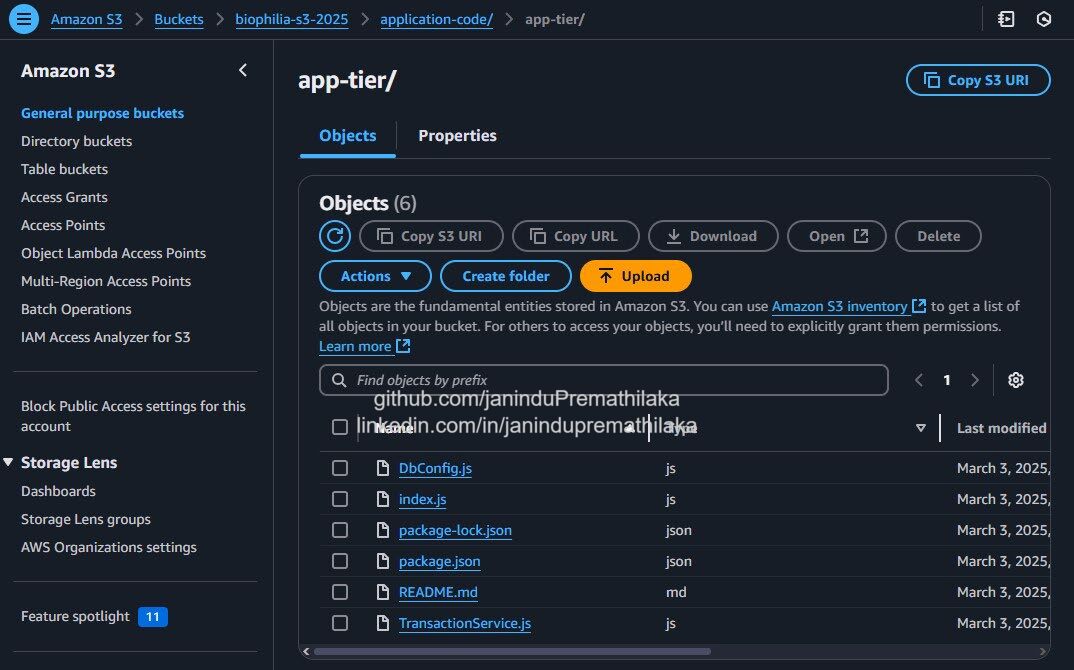 Amazon S3 > Buckets > biophilia-s3-2025 > application-code/ > app-tier/
Amazon S3
General purpose buckets
Directory buckets
Table buckets
Access Grants
Access Points
Object Lambda Access Points
Multi-Region Access Points
Batch Operations
IAM Access Analyzer for S3
Block Public Access settings for this
account
Storage Lens
Dashboards
Storage Lens groups
AWS Organizations settings
Feature spotlight 11
app-tier/
Copy S3 URI
Objects Properties
Objects (6)
Copy S3 URI Copy URL Download Open Delete
Actions Create folder Upload
Objects are the fundamental entities stored in Amazon S3. You can use Amazon S3 inventory to get a list of
all objects in your bucket. For others to access your objects, you'll need to explicitly grant them permissions.
Learn more
Find objects by prefix
1
github.com/janinduPremathilaka
linkedin.com/in/janindupremathilaka
Name Type Last modified
DbConfig.js js March 3, 2025,
index.js js March 3, 2025,
package-lock.json json March 3, 2025,
package.json json March 3, 2025,
README.md md March 3, 2025,
TransactionService.js js March 3, 2025,